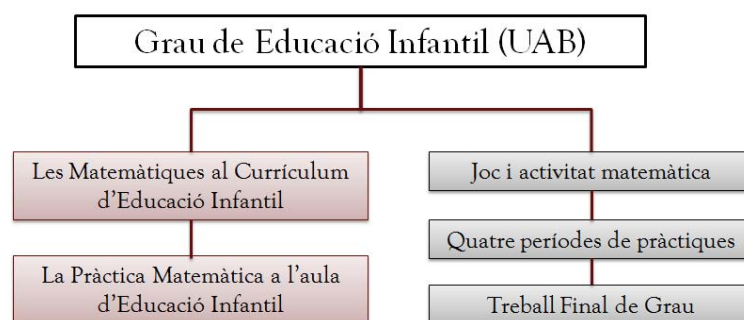 Grau de Educació Infantil (UAB)
Les Matemàtiques al Currículum
d’Educació Infantil
La Pràctica Matemàtica a l’aula
d’Educació Infantil
Joc i activitat matemàtica
Quatre períodes de pràctiques
Treball Final de Grau